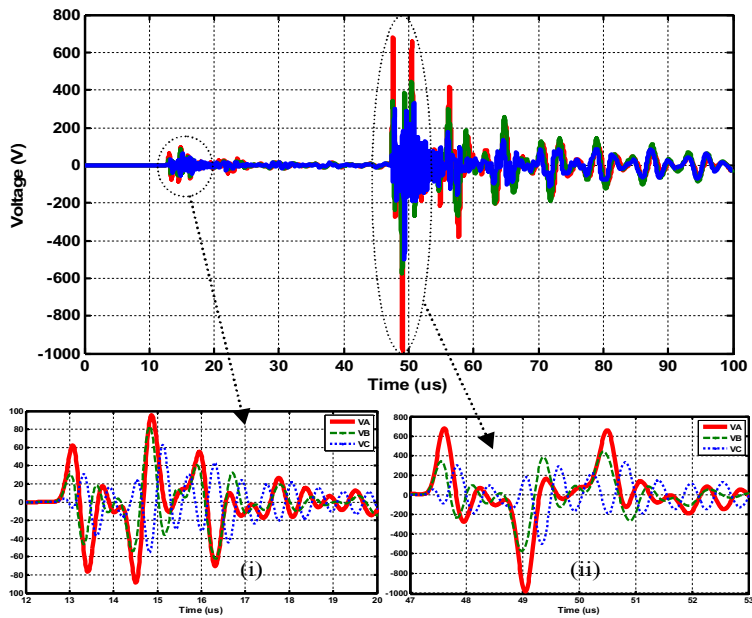 800
600
400
200
0
-200
-400
-600
-800
-1000
Voltage (V)
0 10 20 30 40 50 60 70 80 90 100
Time (us)
100
80
60
40
20
0
-20
-40
-60
-80
-100
VA
VB
VC
(i)
12 13 14 15 16 17 18 19 20
Time (us)
800
600
400
200
0
-200
-400
-600
-800
-1000
VA
VB
VC
(ii)
47 48 49 50 51 52 53
Time (us)